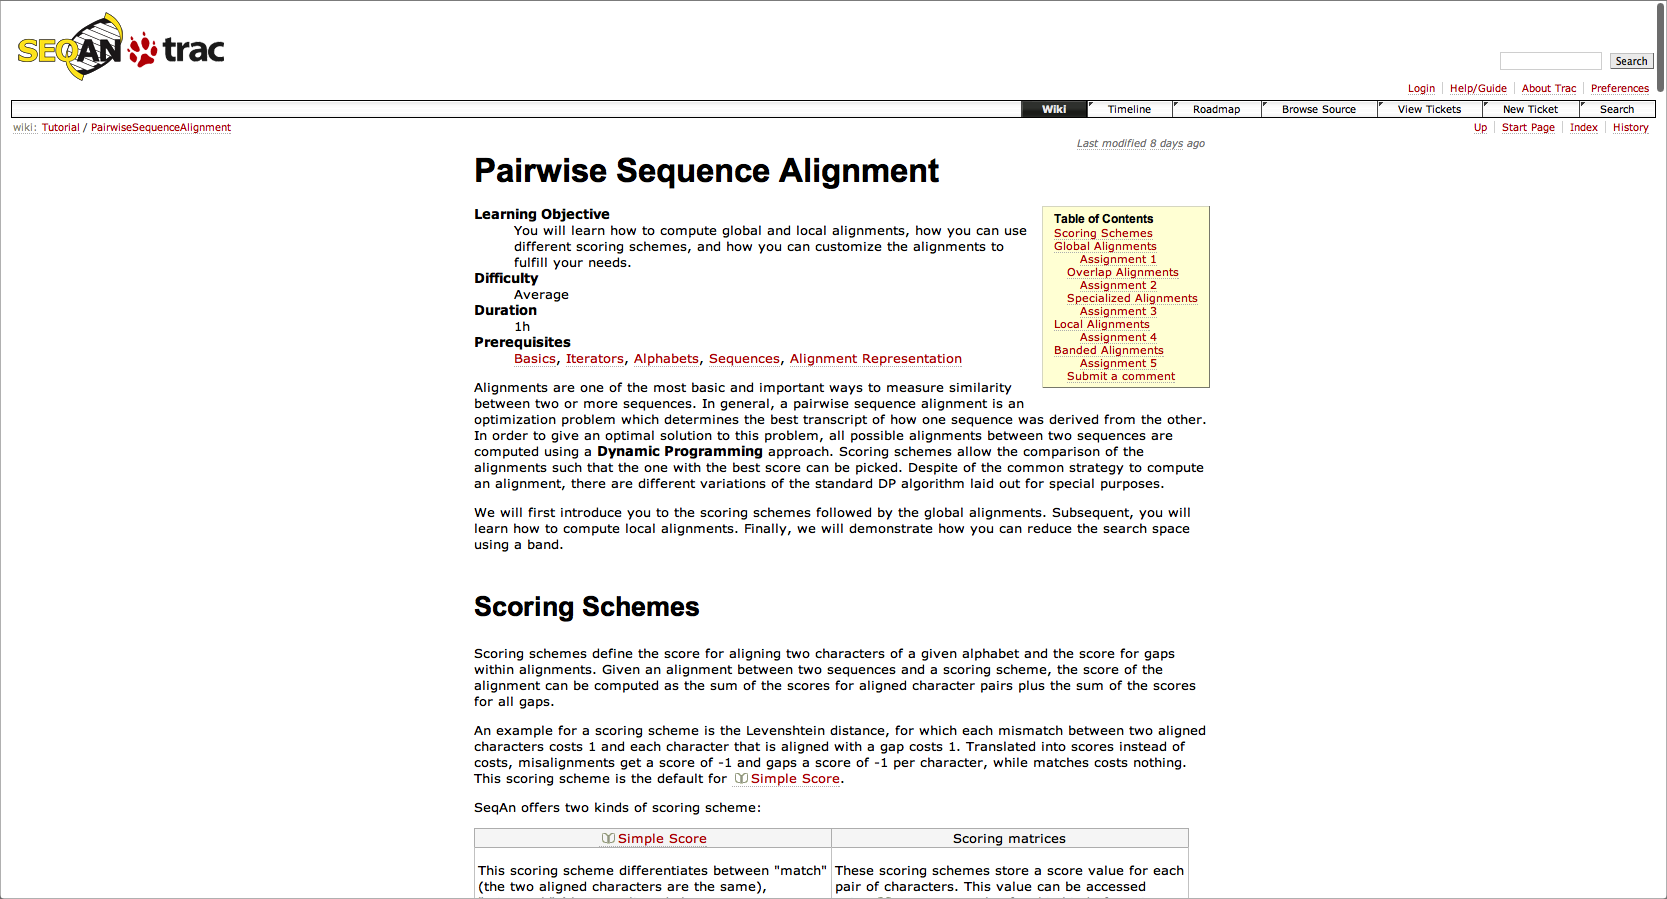 SEQAN trac
Search
Login Help/Guide About Trac Preferences
Wiki Timeline Roadmap Browse Source View Tickets New Ticket Search
wiki: Tutorial / PairwiseSequenceAlignment
Up Start Page Index History
Last modified 8 days ago
Pairwise Sequence Alignment
Learning Objective
You will learn how to compute global and local alignments, how you can use
different scoring schemes, and how you can customize the alignments to
fulfill your needs.
Difficulty
Average
Duration
1h
Prerequisites
Basics, Iterators, Alphabets, Sequences, Alignment Representation
Table of Contents
Scoring Schemes
Global Alignments
Assignment 1
Overlap Alignments
Assignment 2
Specialized Alignments
Assignment 3
Local Alignments
Assignment 4
Banded Alignments
Assignment 5
Submit a comment
Alignments are one of the most basic and important ways to measure similarity
between two or more sequences. In general, a pairwise sequence alignment is an
optimization problem which determines the best transcript of how one sequence was derived from the other.
In order to give an optimal solution to this problem, all possible alignments between two sequences are
computed using a Dynamic Programming approach. Scoring schemes allow the comparison of the
alignments such that the one with the best score can be picked. Despite of the common strategy to compute
an alignment, there are different variations of the standard DP algorithm laid out for special purposes.
We will first introduce you to the scoring schemes followed by the global alignments. Subsequent, you will
learn how to compute local alignments. Finally, we will demonstrate how you can reduce the search space
using a band.
Scoring Schemes
Scoring schemes define the score for aligning two characters of a given alphabet and the score for gaps
within alignments. Given an alignment between two sequences and a scoring scheme, the score of the
alignment can be computed as the sum of the scores for aligned character pairs plus the sum of the scores
for all gaps.
An example for a scoring scheme is the Levenshtein distance, for which each mismatch between two aligned
characters costs 1 and each character that is aligned with a gap costs 1. Translated into scores instead of
costs, misalignments get a score of -1 and gaps a score of -1 per character, while matches costs nothing.
This scoring scheme is the default for Simple Score.
SeqAn offers two kinds of scoring scheme:
Simple Score Scoring matrices
This scoring scheme differentiates between "match"
(the two aligned characters are the same),
These scoring schemes store a score value for each
pair of characters. This value can be accessed